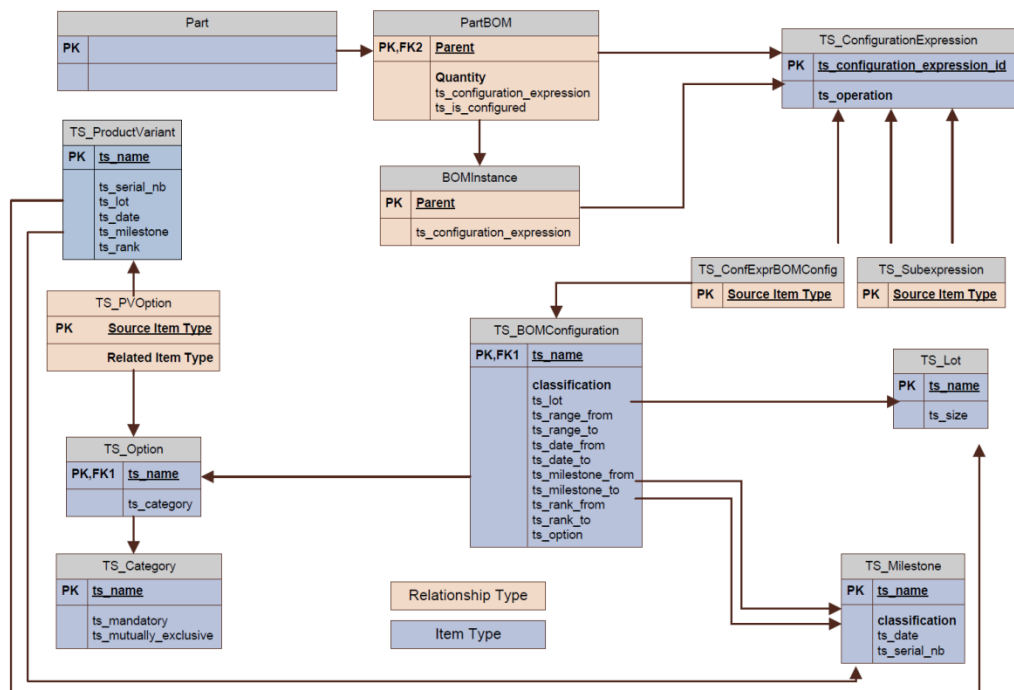 Part
PK
PartBOM
PK,FK2 Parent
Quantity
ts_configuration_expression
ts_is_configured
TS_ConfigurationExpression
PK ts_configuration_expression_id
ts_operation
TS_ProductVariant
PK ts_name
ts_serial_nb
ts_lot
ts_date
ts_milestone
ts_rank
BOMInstance
PK Parent
ts_configuration_expression
TS_ConfExprBOMConfig
PK Source Item Type
TS_Subexpression
PK Source Item Type
TS_PVOption
PK Source Item Type
Related Item Type
TS_BOMConfiguration
PK,FK1 ts_name
classification
ts_lot
ts_range_from
ts_range_to
ts_date_from
ts_date_to
ts_milestone_from
ts_milestone_to
ts_rank_from
ts_rank_to
ts_option
TS_Lot
PK ts_name
ts_size
TS_Option
PK,FK1 ts_name
ts_category
TS_Category
PK ts_name
ts_mandatory
ts_mutually_exclusive
Relationship Type
Item Type
TS_Milestone
PK ts_name
classification
ts_date
ts_serial_nb